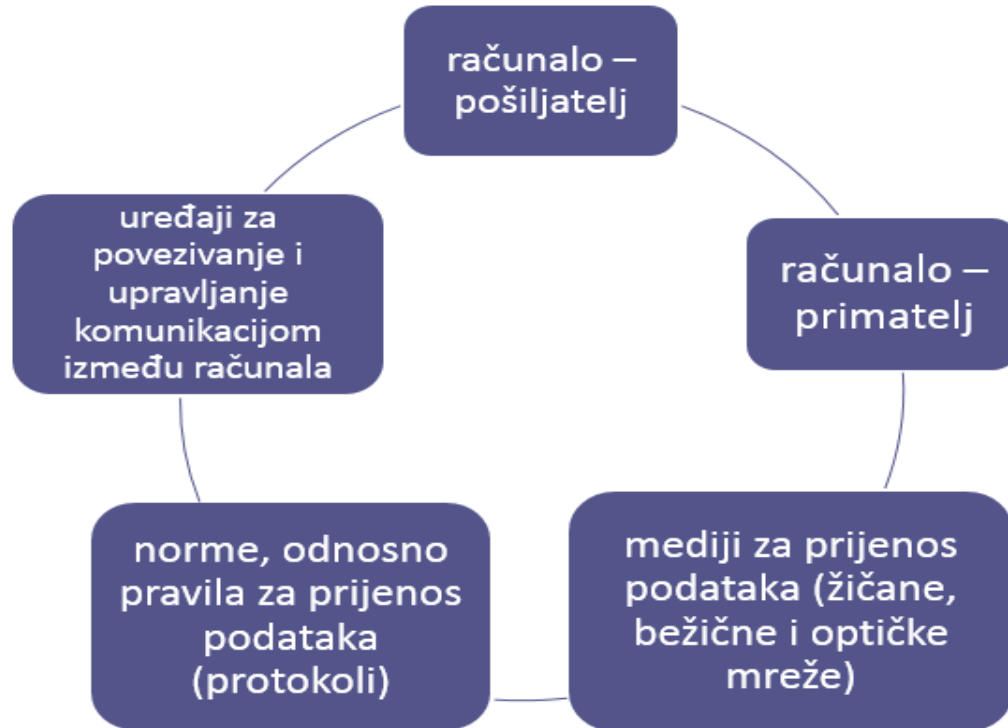 računalo –
pošiljatelj
računalo –
primatelj
mediji za prijenos
podataka (žičane,
bežične i optičke
mreže)
norme, odnosno
pravila za prijenos
podataka
(protokoli)
uređaji za
povezivanje i
upravljanje
komunikacijom
između računala